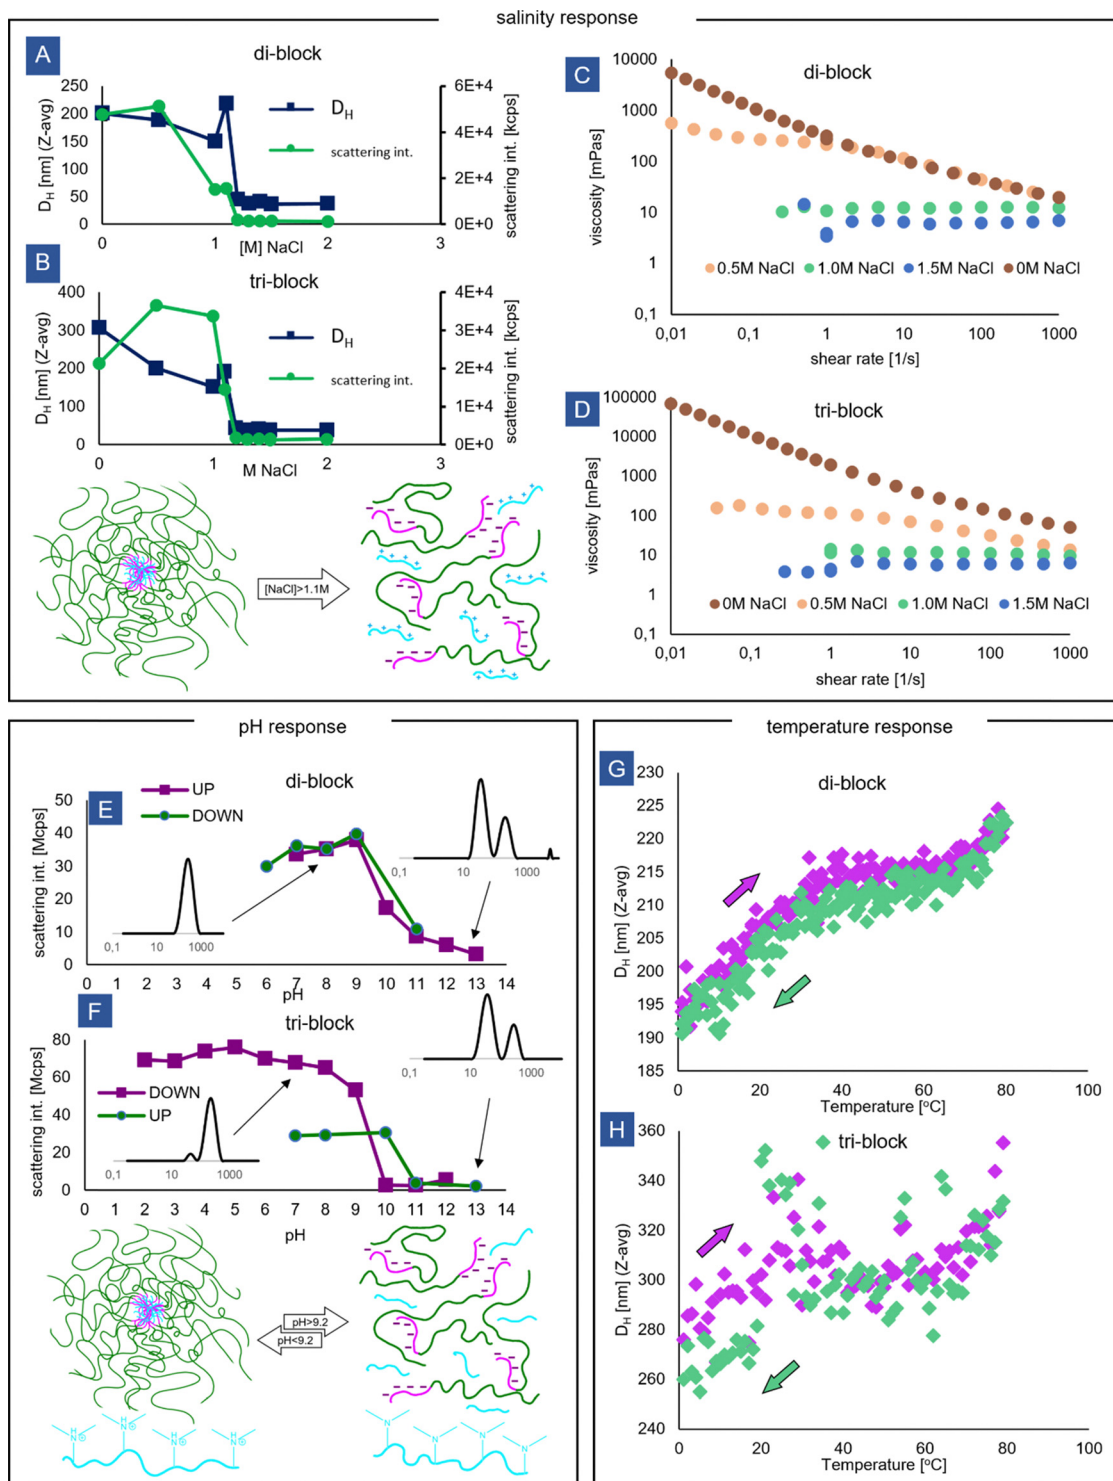 salinity response
A
di-block
250
200
150
100
50
0
D_H [nm] (Z-avg)
6E+4
4E+4
2E+4
0E+0
scattering int. [kcps]
D_H
scattering int.
0 1 2 3
[M] NaCl
B
tri-block
400
300
200
100
0
D_H [nm] (Z-avg)
4E+4
3E+4
2E+4
1E+4
0E+0
scattering int. [kcps]
D_H
scattering int.
0 1 2 3
M NaCl
[NaCl]>1.1M
C
di-block
10000
1000
100
10
1
0,1
viscosity [mPas]
0.5M NaCl 1.0M NaCl 1.5M NaCl 0M NaCl
0,01 1 10 100 1000
shear rate [1/s]
D
tri-block
100000
10000
1000
100
10
1
0,1
viscosity [mPas]
0M NaCl 0.5M NaCl 1.0M NaCl 1.5M NaCl
0,01 1 10 100 1000
shear rate [1/s]
pH response
E
di-block
UP
DOWN
50
40
30
20
10
0
scattering int. [Mcps]
0,1 10 1000
0,1 10 1000
1 2 3 4 5 6 7 8 9 10 11 12 13 14
pH
F
tri-block
80
60
40
20
0
scattering int. [Mcps]
DOWN
UP
0,1 10 1000
0,1 10 1000
1 2 3 4 5 6 7 8 9 10 11 12 13 14
pH
pH>9.2
pH<9.2
H H H H
N N N N
N N N N
temperature response
G
di-block
230
225
220
215
210
205
200
195
190
185
D_H [nm] (Z-avg)
0 20 40 60 80 100
Temperature [°C]
H
tri-block
360
340
320
300
280
260
240
D_H [nm] (Z-avg)
0 20 40 60 80 100
Temperature [°C]